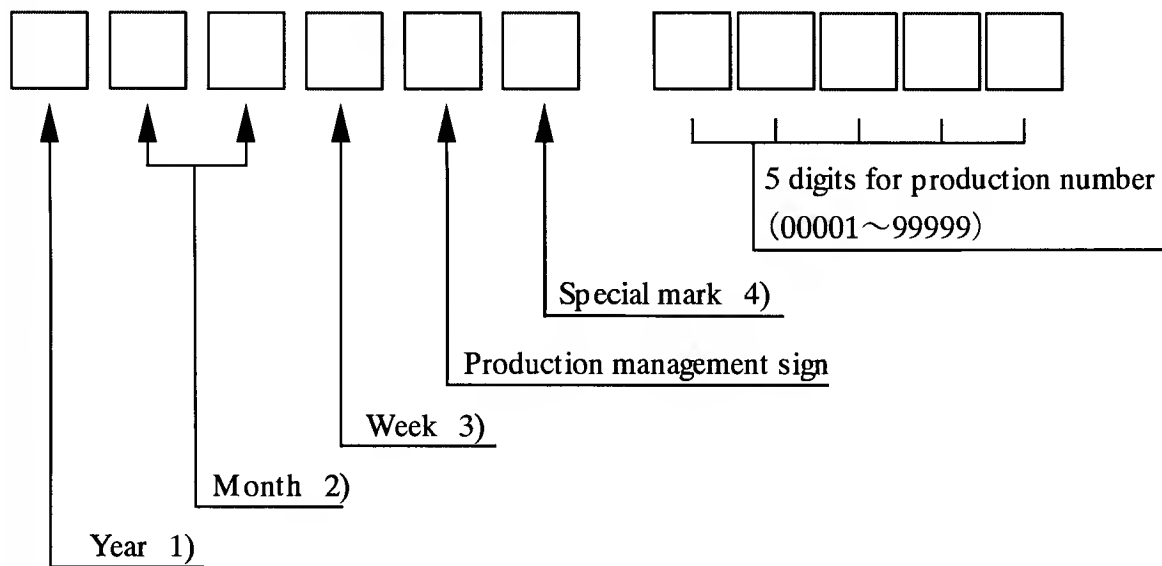 5 digits for production number
(00001～99999)
Special mark 4)
Production management sign
Week 3)
Month 2)
Year 1)